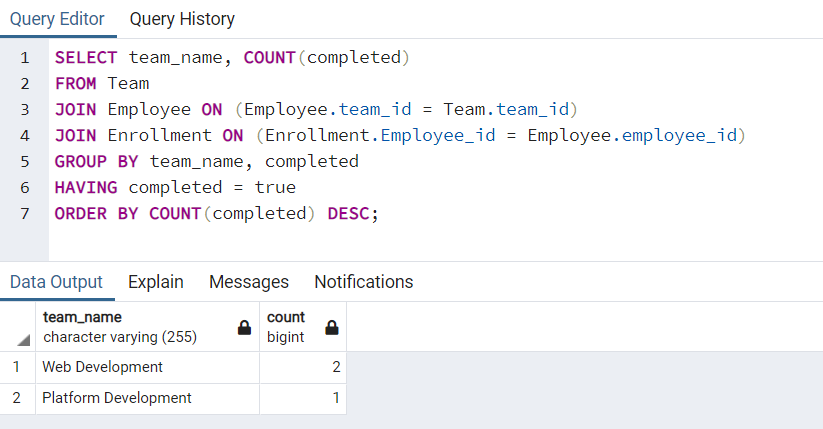 Query Editor Query History
1 SELECT team_name, COUNT(completed)
2 FROM Team
3 JOIN Employee ON (Employee.team_id = Team.team_id)
4 JOIN Enrollment ON (Enrollment.Employee_id = Employee.employee_id)
5 GROUP BY team_name, completed
6 HAVING completed = true
7 ORDER BY COUNT(completed) DESC;
Data Output Explain Messages Notifications
team_name count
character varying (255) bigint
1 Web Development 2
2 Platform Development 1